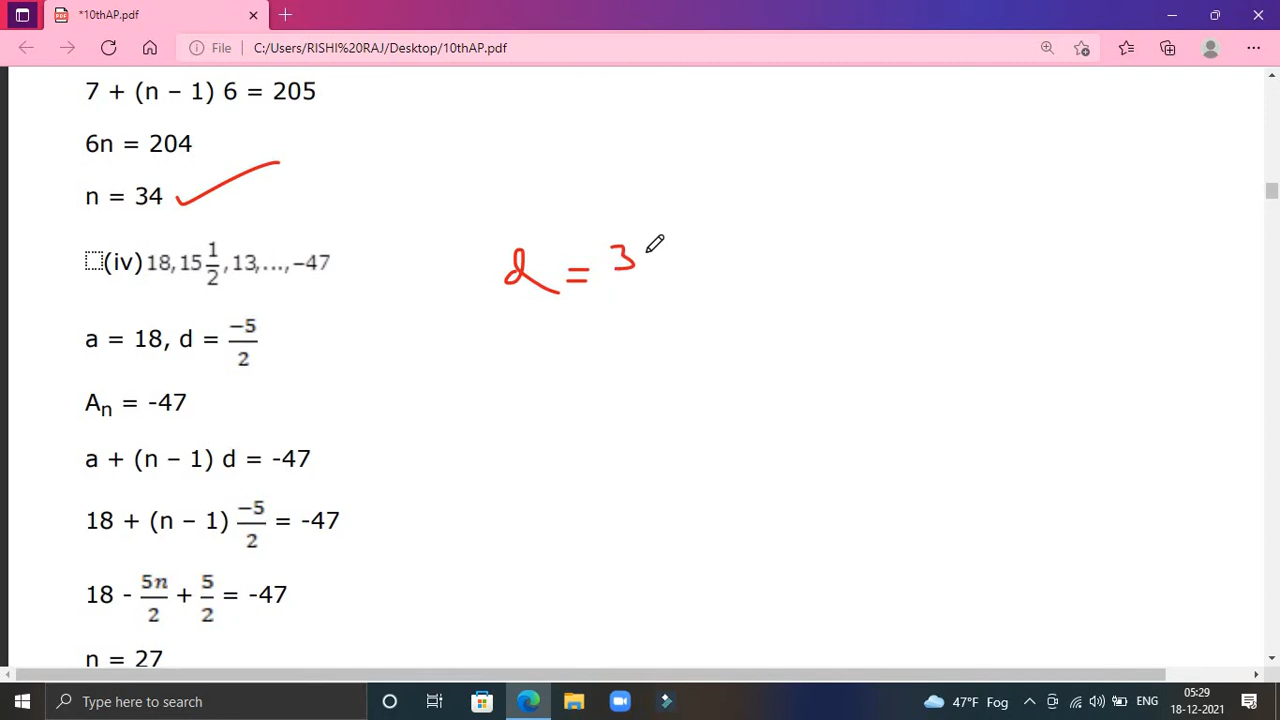 *10thAP.pdf
File C:/Users/RISHI%20RAJ/Desktop/10thAP.pdf
7 + (n – 1) 6 = 205
6n = 204
n = 34
(iv) 18, 15 1/2, 13,..., –47
d = 3
a = 18, d = –5/2
Aₙ = -47
a + (n – 1) d = -47
18 + (n – 1) –5/2 = -47
18 - 5n/2 + 5/2 = -47
n = 27
Type here to search
47°F Fog
ENG
05:29
18-12-2021